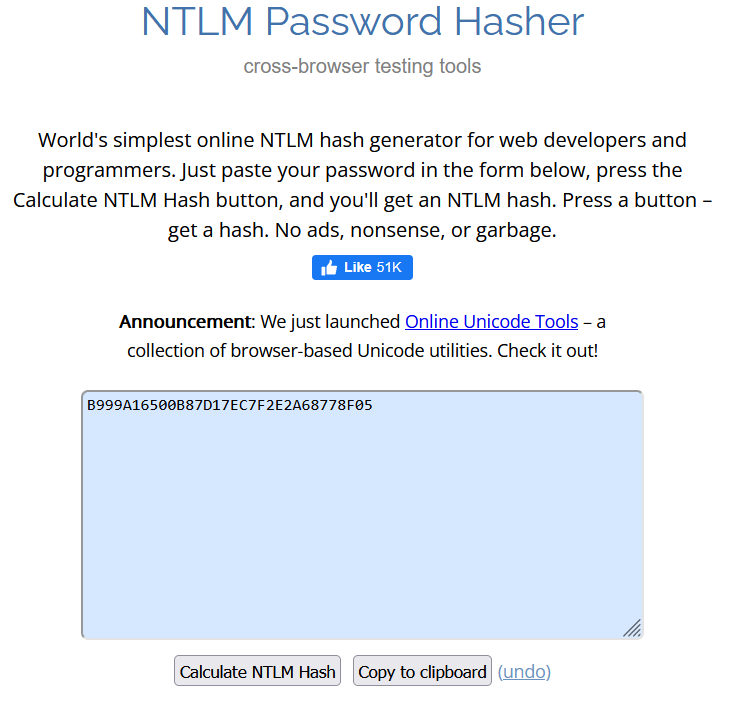 NTLM Password Hasher
cross-browser testing tools
World's simplest online NTLM hash generator for web developers and
programmers. Just paste your password in the form below, press the
Calculate NTLM Hash button, and you'll get an NTLM hash. Press a button –
get a hash. No ads, nonsense, or garbage.
Like 51K
Announcement: We just launched Online Unicode Tools – a
collection of browser-based Unicode utilities. Check it out!
B999A16500B87D17EC7F2E2A68778F05
Calculate NTLM Hash Copy to clipboard (undo)